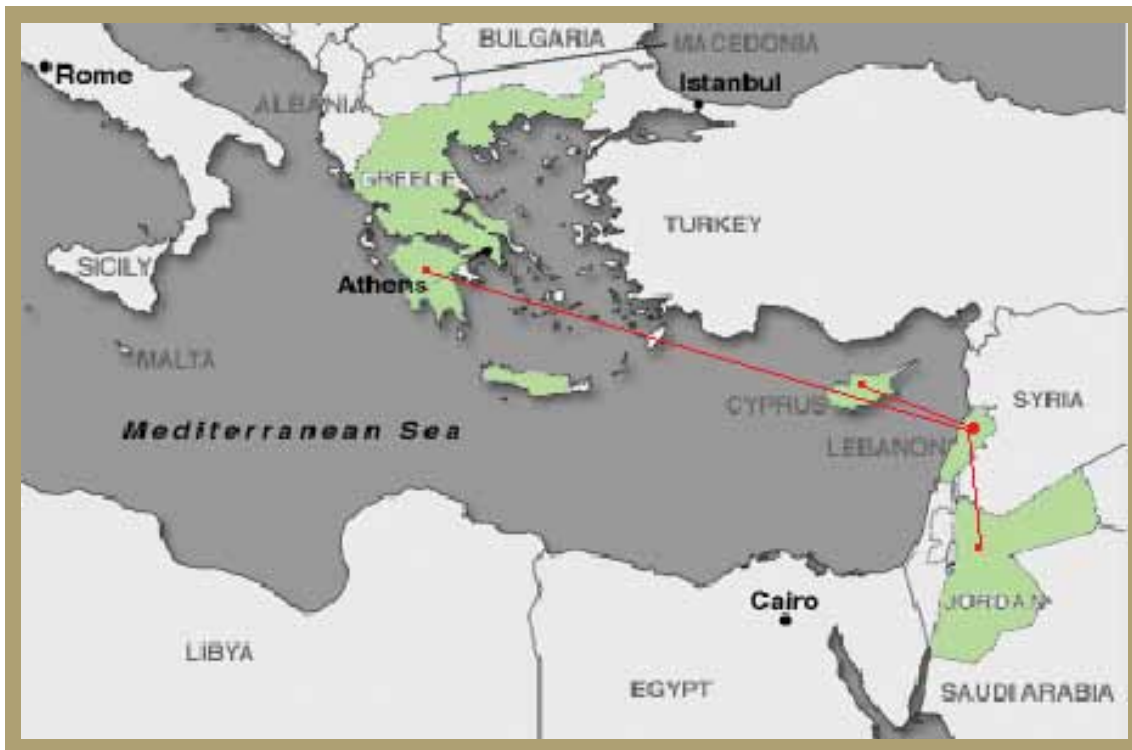 BULGARIA
MACEDONIA
Rome
Istanbul
ALBANIA
GREECE
TURKEY
SICILY
Athens
MALTA
CYPRUS
SYRIA
Mediterranean Sea
LEBANON
Cairo
JORDAN
LIBYA
EGYPT
SAUDI ARABIA